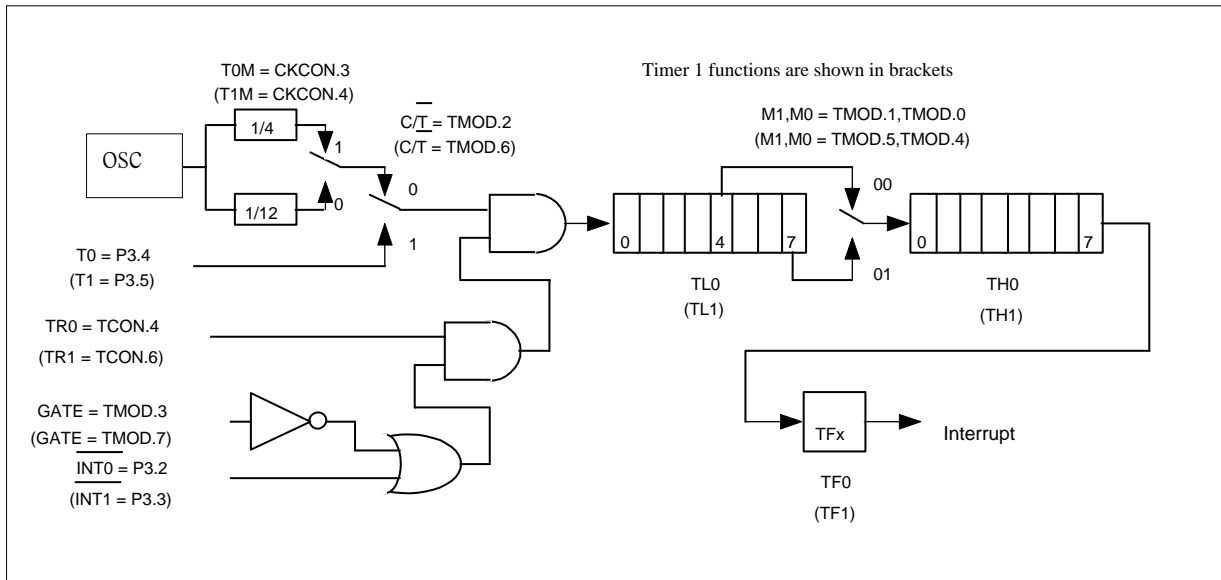 T0M = CKCON.3
(T1M = CKCON.4)
Timer 1 functions are shown in brackets
M1,M0 = TMOD.1,TMOD.0
(M1,M0 = TMOD.5,TMOD.4)
C/T̅ = TMOD.2
(C/T̅ = TMOD.6)
OSC
1/4
1
0
1/12
0
1
T0 = P3.4
(T1 = P3.5)
00
01
0 4 7
TL0
(TL1)
0 7
TH0
(TH1)
TR0 = TCON.4
(TR1 = TCON.6)
GATE = TMOD.3
(GATE = TMOD.7)
I̅N̅T̅0̅ = P3.2
(I̅N̅T̅1̅ = P3.3)
TFx
Interrupt
TF0
(TF1)